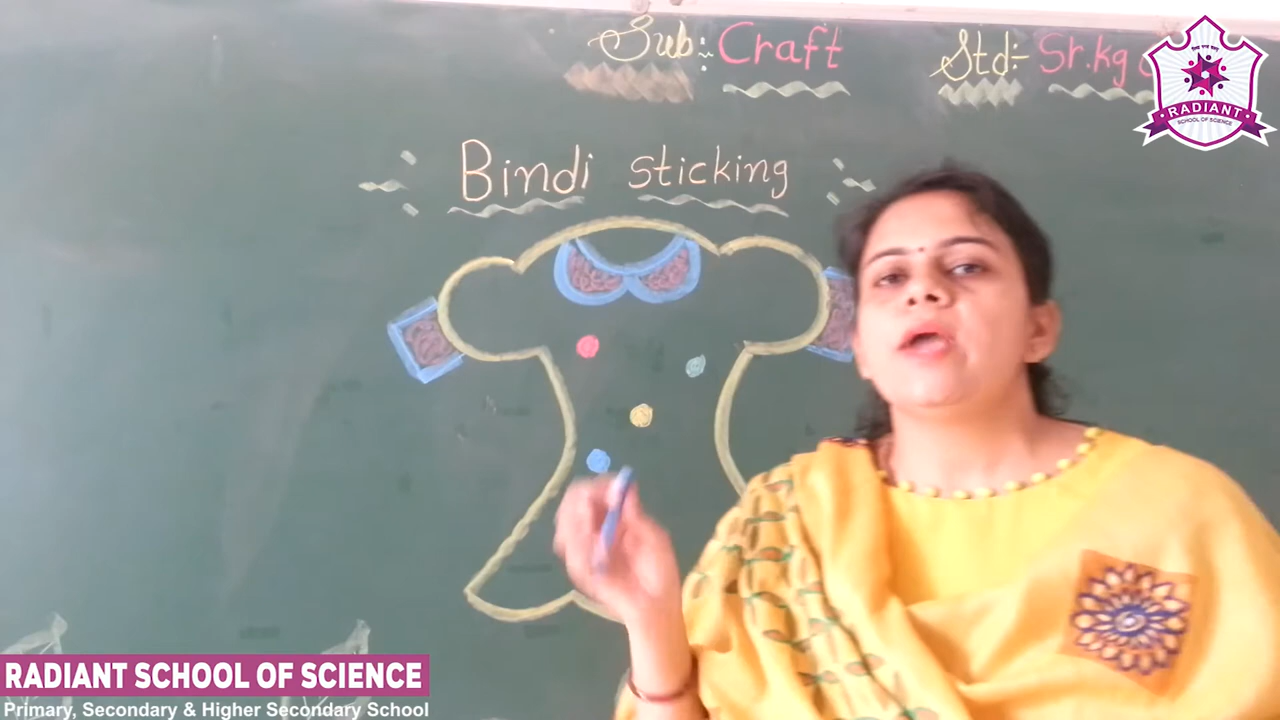 Sub:- Craft
Std:- Sr.kg
Bindi sticking
RADIANT
SCHOOL OF SCIENCE
RADIANT SCHOOL OF SCIENCE
Primary, Secondary & Higher Secondary School